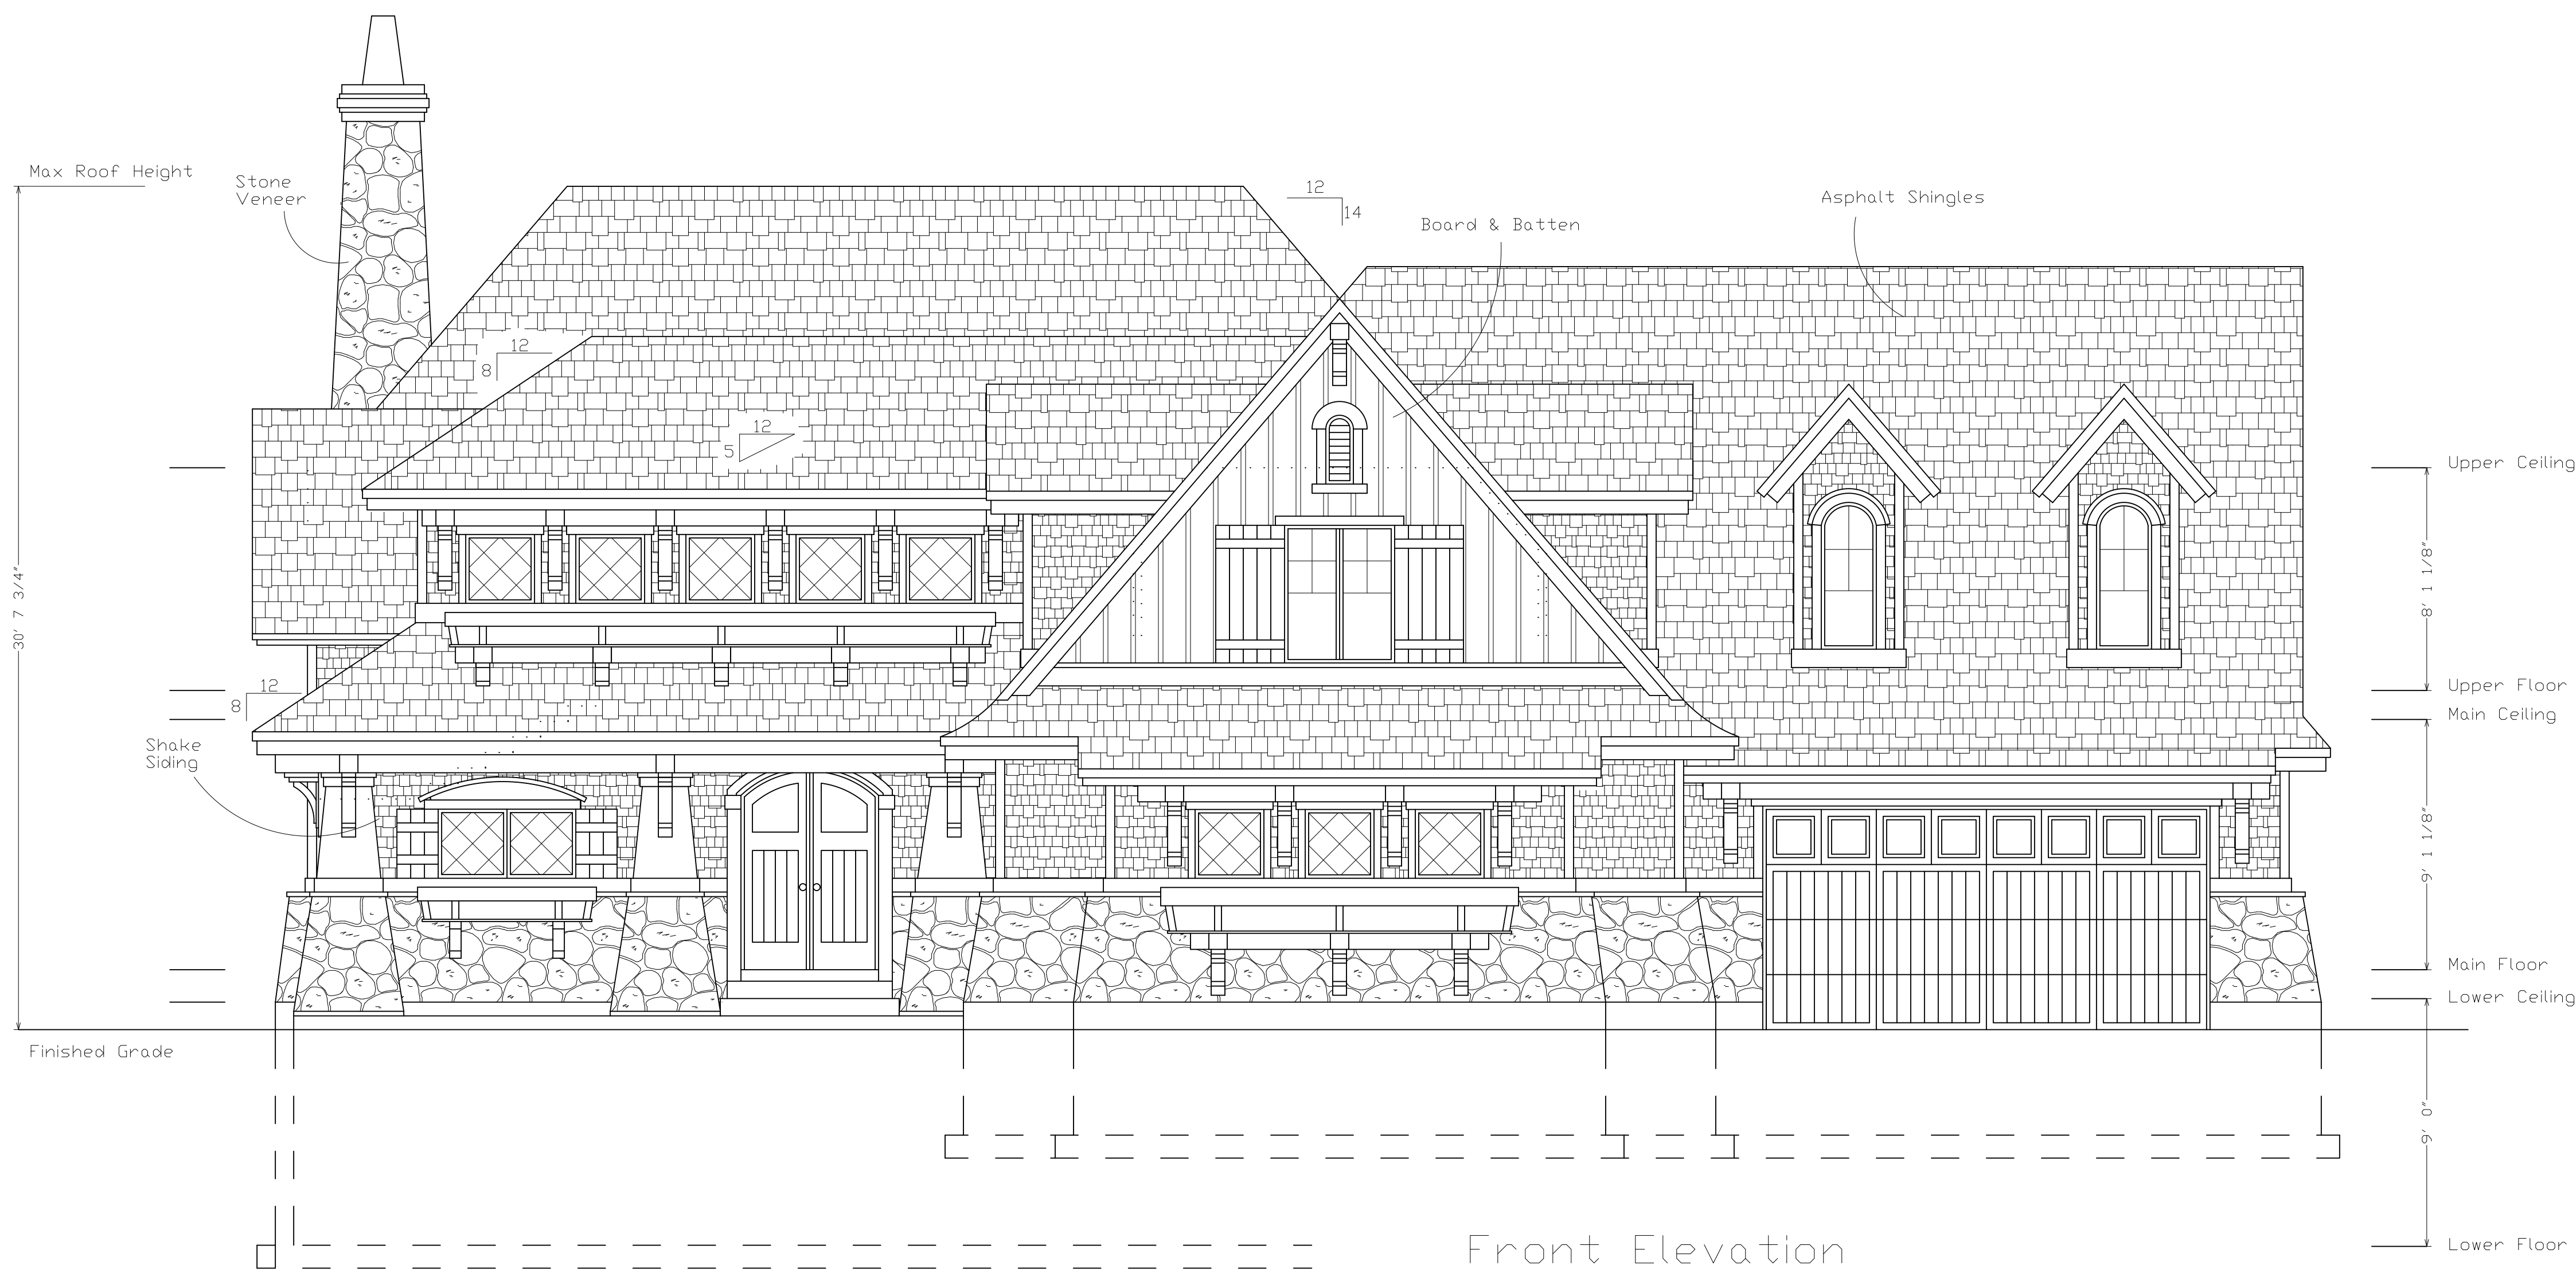 Max Roof Height
Stone
Veneer
12
14
Board & Batten
Asphalt Shingles
12
8
12
5
Upper Ceiling
8' 1 1/8"
30' 7 3/4"
12
8
Upper Floor
Main Ceiling
Shake
Siding
9' 1 1/8"
Main Floor
Lower Ceiling
Finished Grade
9' 0"
Front Elevation
Lower Floor